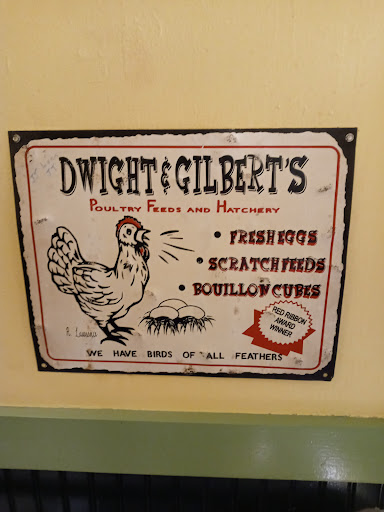 DWIGHT & GILBERT'S
POULTRY FEEDS AND HATCHERY
• FRESH EGGS
• SCRATCH FEEDS
• BOUILLON CUBES
RED RIBBON
AWARD
WINNER
WE HAVE BIRDS OF ALL FEATHERS